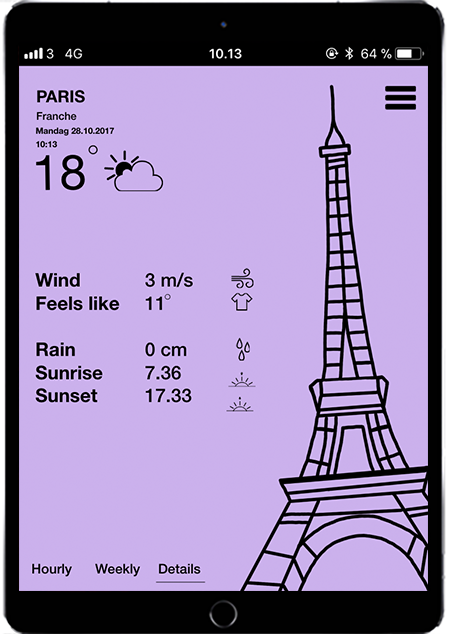 3 4G 10.13 64 %
PARIS
Franche
Mandag 28.10.2017
10:13
18°
Wind 3 m/s
Feels like 11°
Rain 0 cm
Sunrise 7.36
Sunset 17.33
Hourly Weekly Details